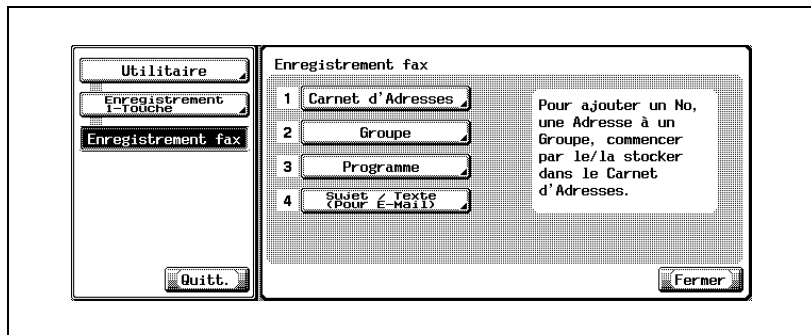 Utilitaire
Enregistrement
1-Touche
Enregistrement fax
Quitt.
Enregistrement fax
1 Carnet d'Adresses
2 Groupe
3 Programme
4 Sujet / Texte
(Pour E-Mail)
Pour ajouter un No,
une Adresse à un
Groupe, commencer
par le/la stocker
dans le Carnet
d'Adresses.
Fermer